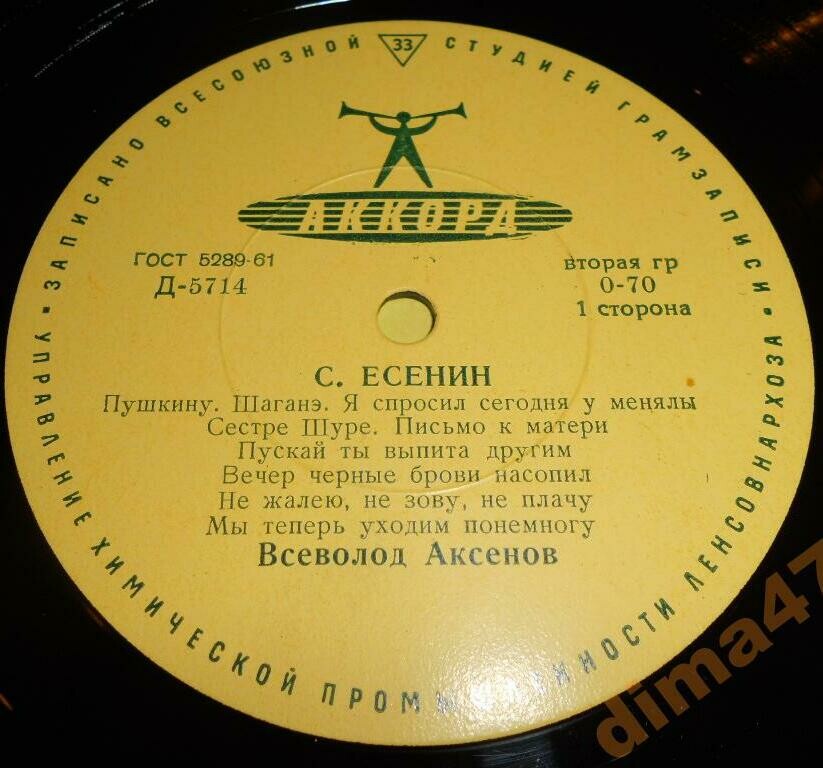 ЗАПИСАНО ВСЕСОЮЗНОЙ 33 СТУДИЕЙ ГРАМЗАПИСИ
АККОРД
ГОСТ 5289-61
Д-5714
вторая гр
0-70
1 сторона
С. ЕСЕНИН
Пушкину. Шаганэ. Я спросил сегодня у менялы
Сестре Шуре. Письмо к матери
Пускай ты выпита другим
Вечер черные брови насопил
Не жалею, не зову, не плачу
Мы теперь уходим понемногу
Всеволод Аксенов
УПРАВЛЕНИЕ ХИМИЧЕСКОЙ ПРОМЫШЛЕННОСТИ ЛЕНСОВНАРХОЗА
dima47